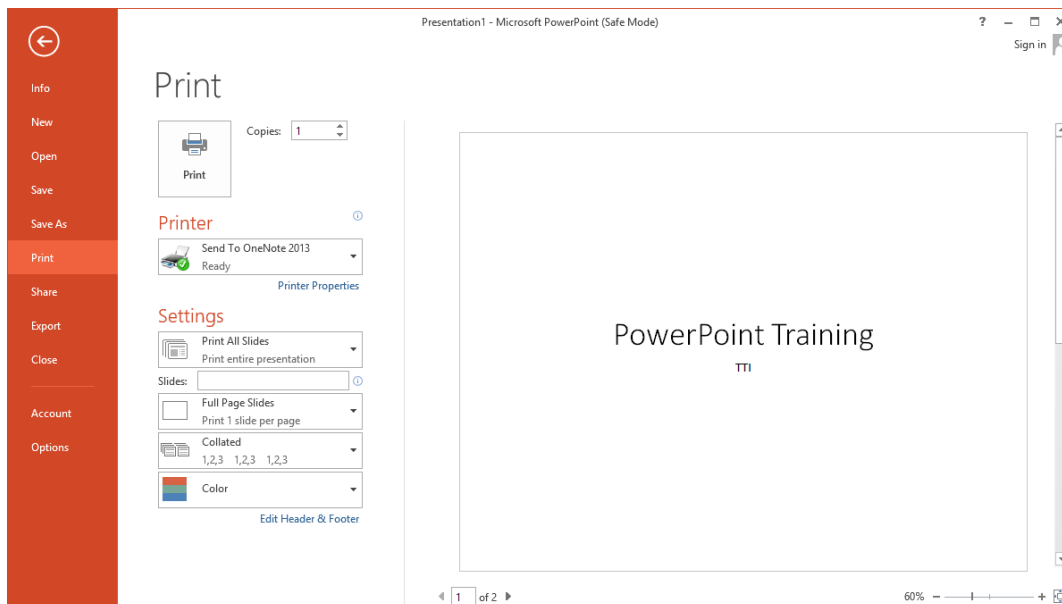 Presentation1 - Microsoft PowerPoint (Safe Mode)
?
Sign in
Info
New
Open
Save
Save As
Print
Share
Export
Close
Account
Options
Print
Print
Copies: 1
Printer
Send To OneNote 2013
Ready
Printer Properties
Settings
Print All Slides
Print entire presentation
Slides:
Full Page Slides
Print 1 slide per page
Collated
1,2,3 1,2,3 1,2,3
Color
Edit Header & Footer
PowerPoint Training
TTI
1 of 2
60% - +